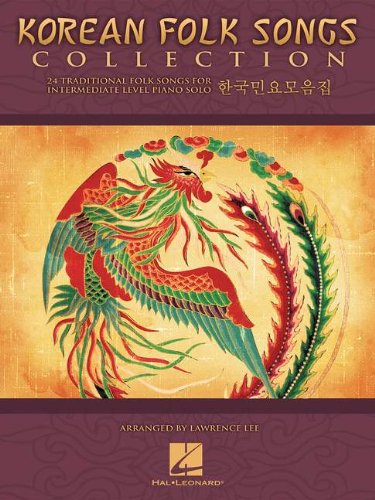 KOREAN FOLK SONGS
COLLECTION
24 TRADITIONAL FOLK SONGS FOR
INTERMEDIATE LEVEL PIANO SOLO 한국민요모음집
ARRANGED BY LAWRENCE LEE
HAL•LEONARD®